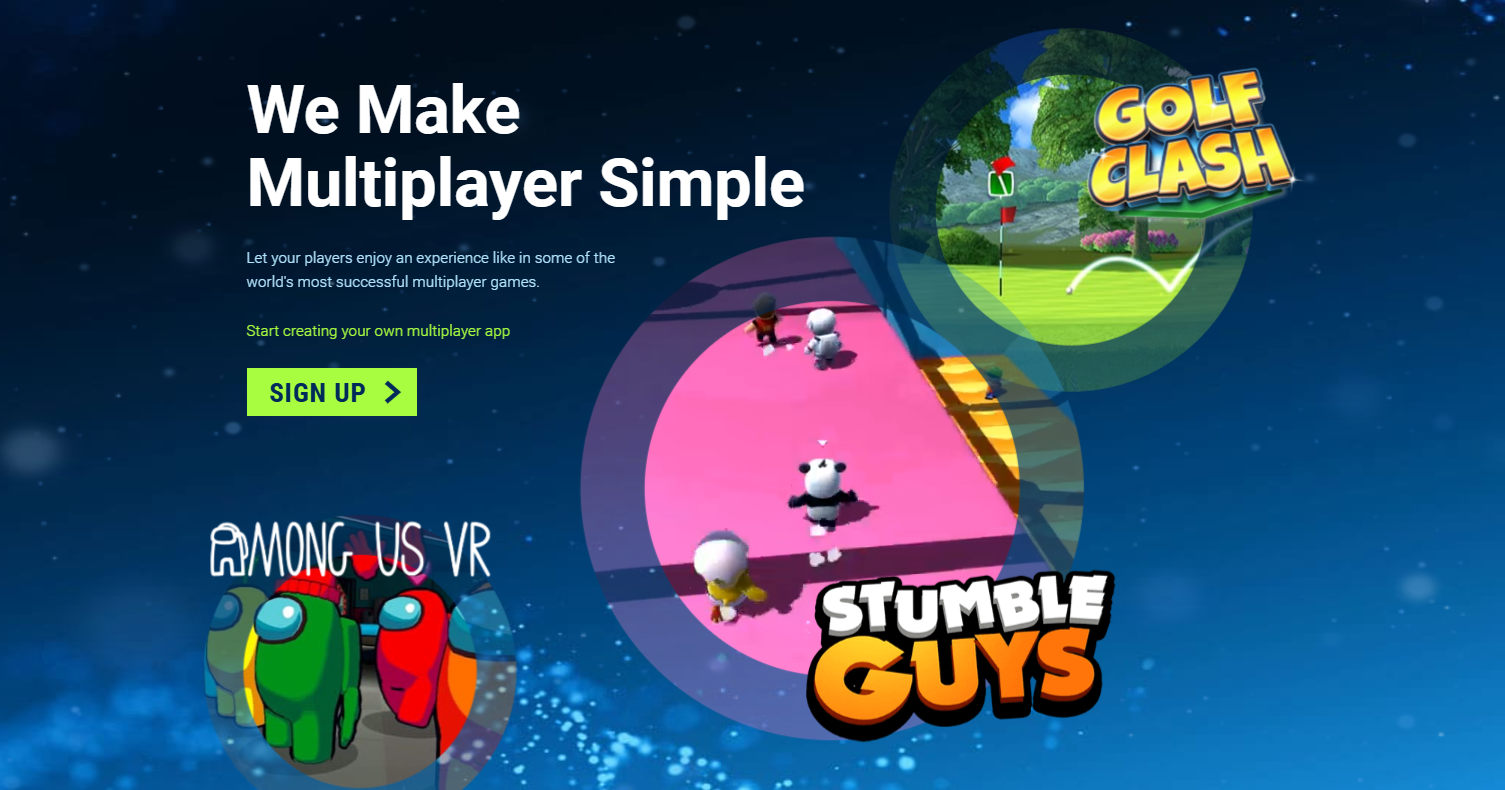 We Make
Multiplayer Simple
Let your players enjoy an experience like in some of the
world's most successful multiplayer games.
Start creating your own multiplayer app
SIGN UP
GOLF
CLASH
AMONG US VR
STUMBLE
GUYS